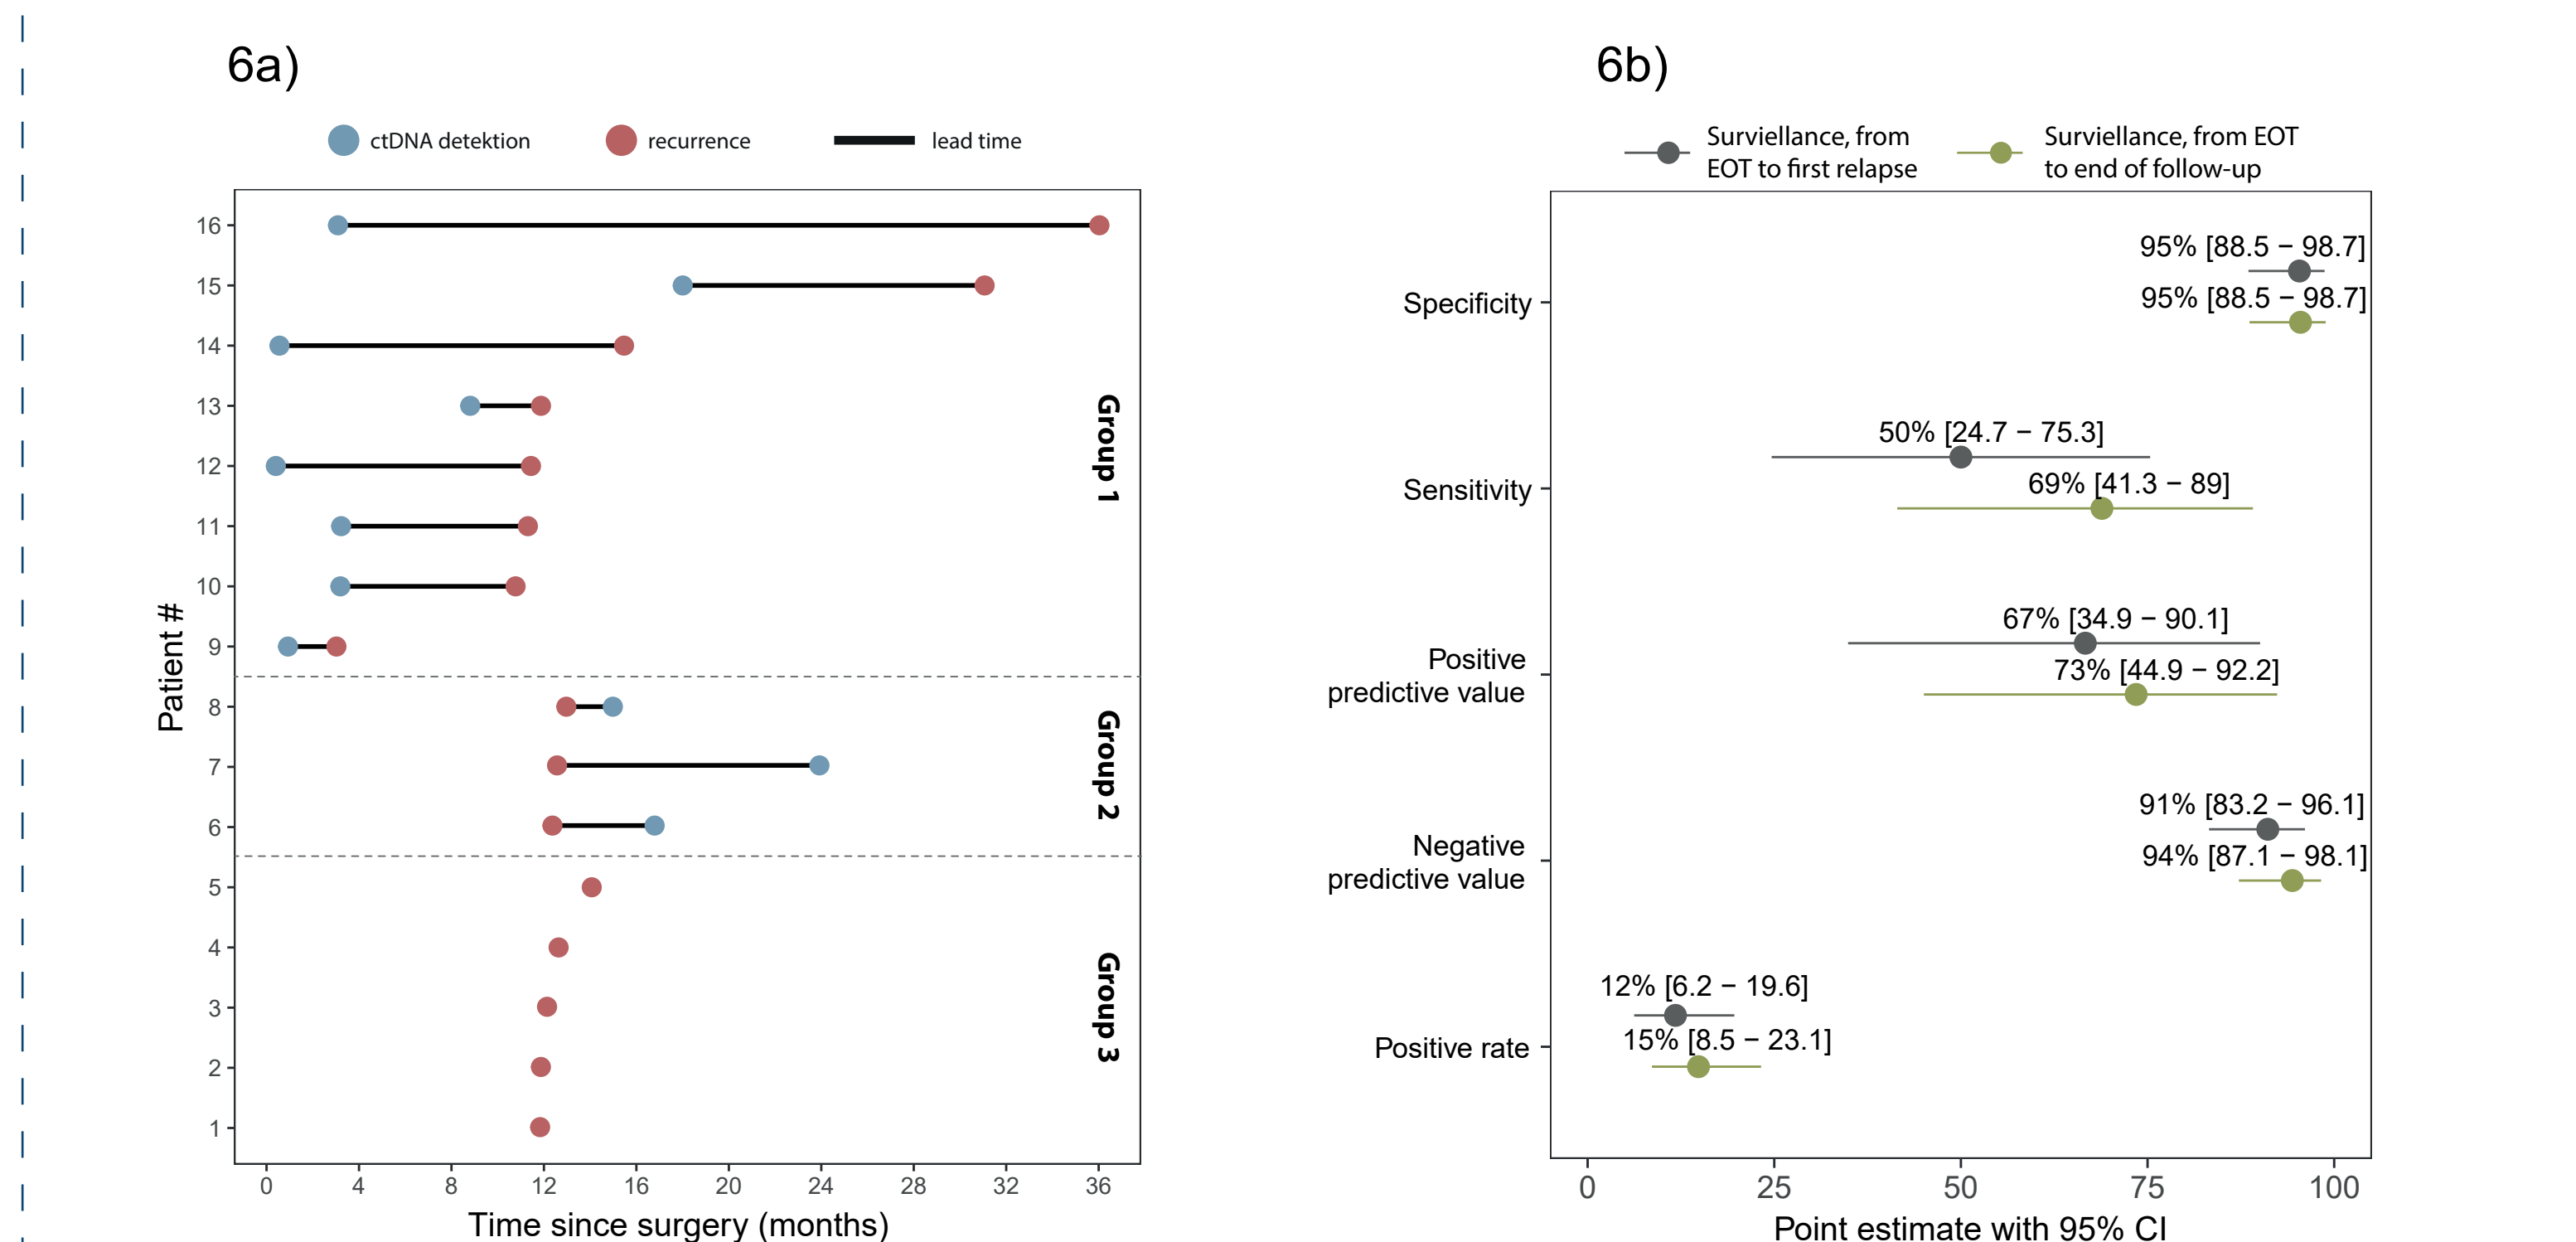 6a)
ctDNA detektion
recurrence
lead time
16
15
14
13
12
11
10
9
8
7
6
5
4
3
2
1
Patient #
Group 1
Group 2
Group 3
0 4 8 12 16 20 24 28 32 36
Time since surgery (months)
6b)
Surviellance, from
EOT to first relapse
Surviellance, from EOT
to end of follow-up
Specificity
95% [88.5 − 98.7]
95% [88.5 − 98.7]
Sensitivity
50% [24.7 − 75.3]
69% [41.3 − 89]
Positive
predictive value
67% [34.9 − 90.1]
73% [44.9 − 92.2]
Negative
predictive value
91% [83.2 − 96.1]
94% [87.1 − 98.1]
Positive rate
12% [6.2 − 19.6]
15% [8.5 − 23.1]
0 25 50 75 100
Point estimate with 95% CI